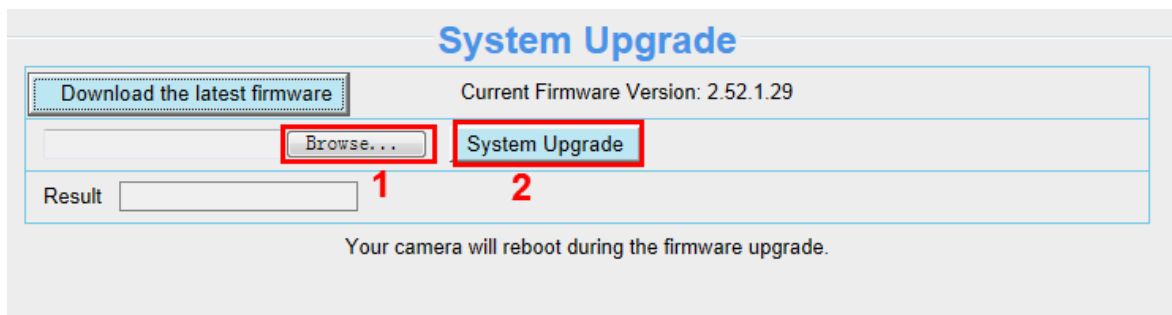 System Upgrade
Download the latest firmware Current Firmware Version: 2.52.1.29
Browse... System Upgrade
1 2
Result
Your camera will reboot during the firmware upgrade.